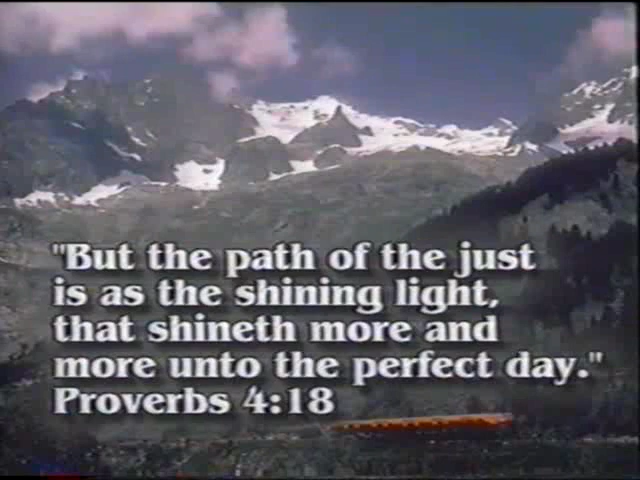 "But the path of the just
is as the shining light,
that shineth more and
more unto the perfect day."
Proverbs 4:18